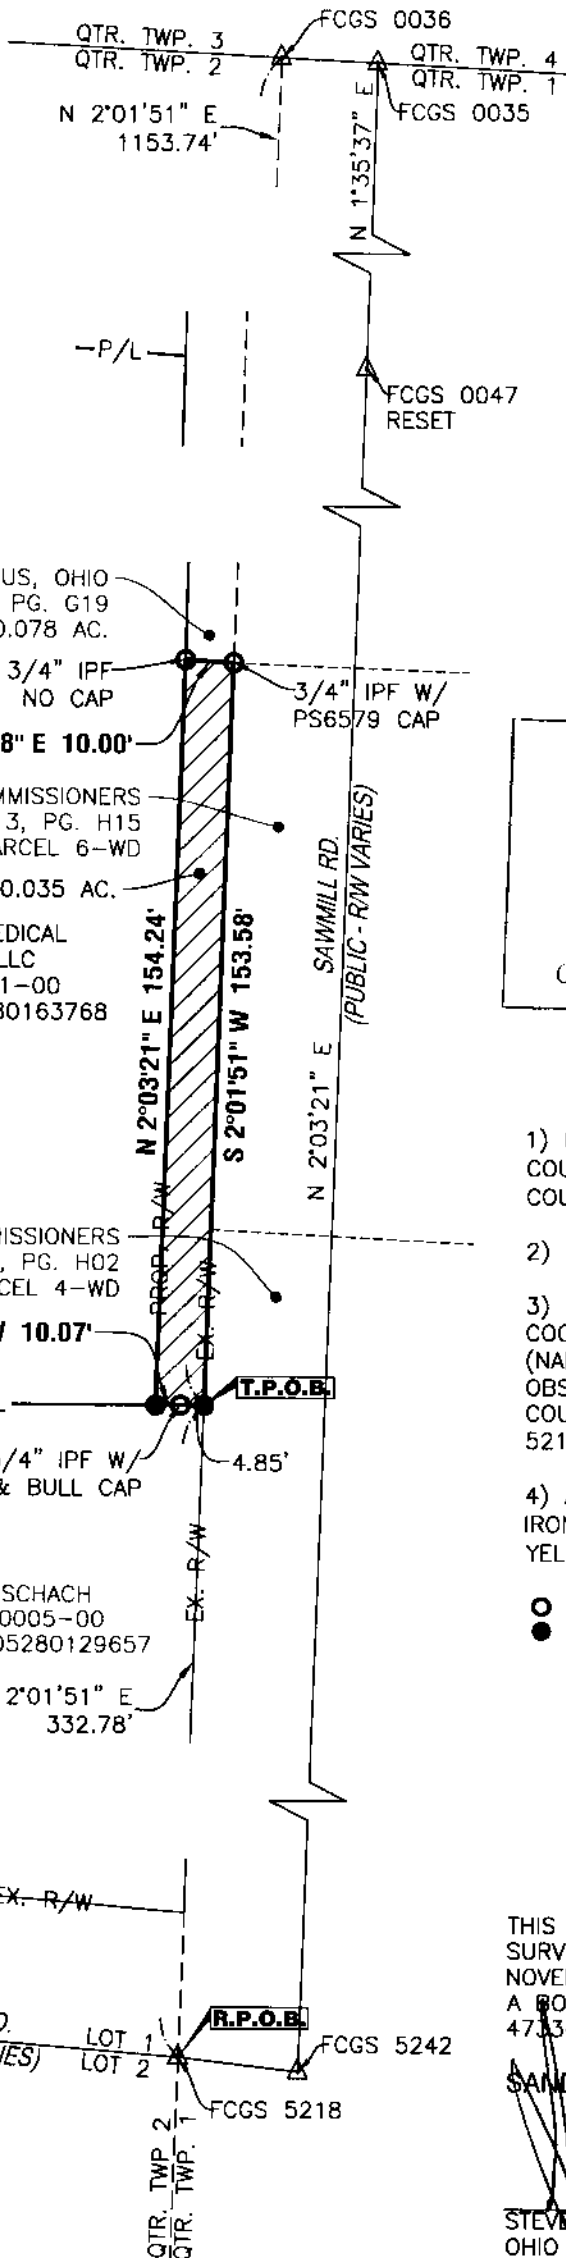 FCGS 0036
QTR. TWP. 3
QTR. TWP. 2
QTR. TWP. 4
QTR. TWP. 1
FCGS 0035
N 2°01'51" E
1153.74'
N 1°35'37" E
P/L
FCGS 0047
RESET
US, OHIO
PG. G19
0.078 AC.
3/4" IPF
NO CAP
3/4" IPF W/
PS6579 CAP
8" E 10.00'
MMISSIONERS
3, PG. H15
ARCEL 6-WD
0.035 AC.
EDICAL
LLC
1-00
80163768
N 2°03'21" E 154.24'
S 2°01'51" W 153.58'
SAWMILL RD.
(PUBLIC - R/W VARIES)
N 2°03'21" E
PROP. R/W
EX. R/W
MISSIONERS
, PG. H02
CEL 4-WD
W 10.07'
T.P.O.B.
/4" IPF W/
& BULL CAP
4.85'
EX. R/W
SCHACH
0005-00
05280129657
2°01'51" E
332.78'
EX. R/W
R.P.O.B.
LOT 1
LOT 2
FCGS 5242
FCGS 5218
QTR. TWP 2
QTR. TWP. 1
1)
COU
COU
2)
3)
COO
(NA
OBS
COU
521
4)
IRON
YEL
THIS
SURV
NOVE
A BO
SAND
STEVE
OHIO